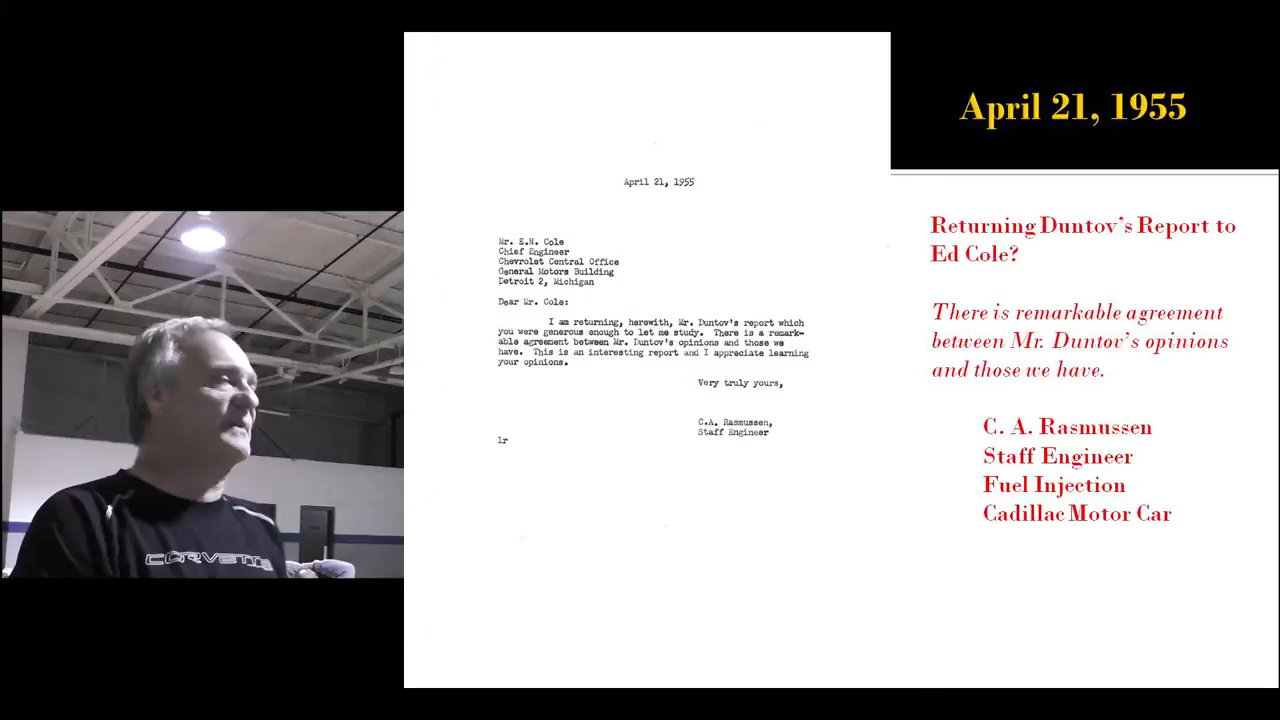 April 21, 1955
Mr. E.N. Cole
Chief Engineer
Chevrolet Central Office
General Motors Building
Detroit 2, Michigan
Dear Mr. Cole:
I am returning, herewith, Mr. Duntov's report which
you were generous enough to let me study. There is a remark-
able agreement between Mr. Duntov's opinions and those we
have. This is an interesting report and I appreciate learning
your opinions.
Very truly yours,
C.A. Rasmussen,
Staff Engineer
lr
April 21, 1955
Returning Duntov's Report to
Ed Cole?
There is remarkable agreement
between Mr. Duntov's opinions
and those we have.
C. A. Rasmussen
Staff Engineer
Fuel Injection
Cadillac Motor Car
CORVETTE